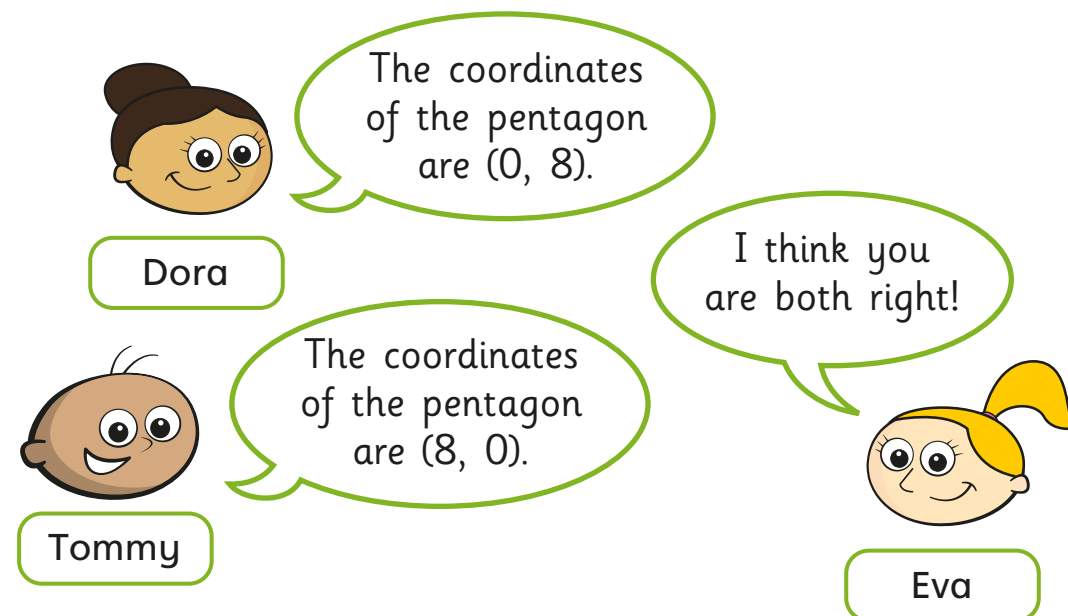 The coordinates
of the pentagon
are (0, 8).
Dora
I think you
are both right!
The coordinates
of the pentagon
are (8, 0).
Tommy
Eva